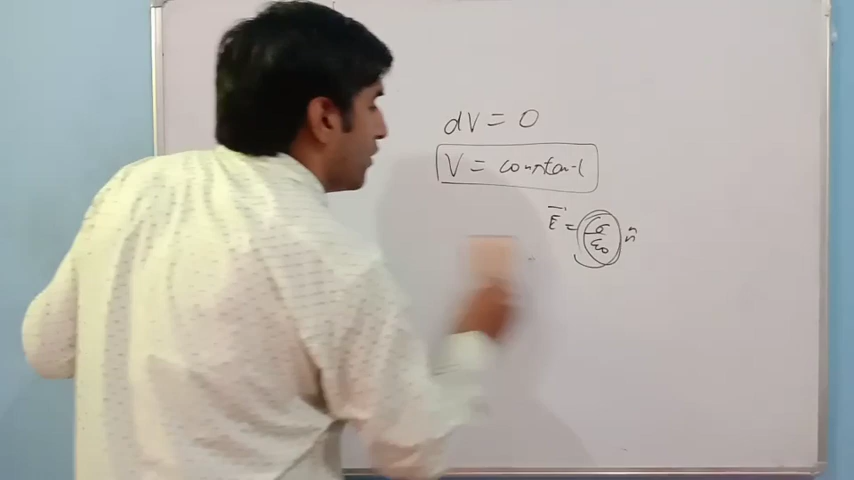 dV = 0
V = constant
E⃗ = σ/ε₀ n̂